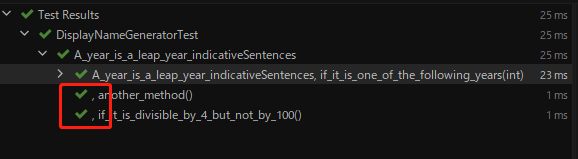 Test Results 25 ms
DisplayNameGeneratorTest 25 ms
A_year_is_a_leap_year_indicativeSentences 25 ms
A_year_is_a_leap_year_indicativeSentences, if_it_is_one_of_the_following_years(int) 23 ms
, another_method() 1 ms
, if_it_is_divisible_by_4_but_not_by_100() 1 ms